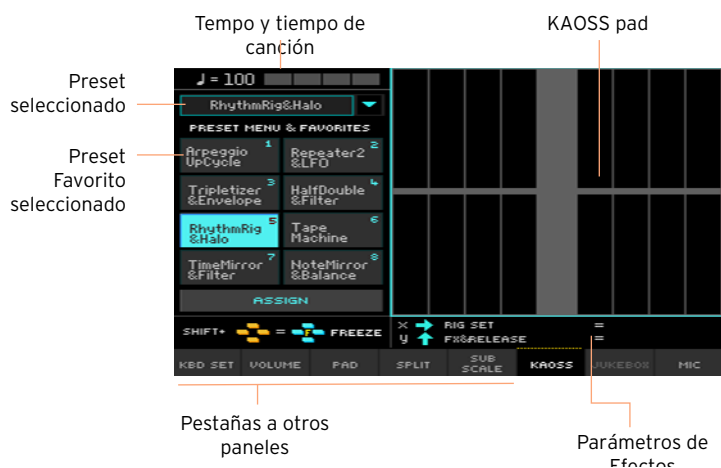 Tempo y tiempo de
canción
KAOSS pad
Preset
seleccionado
Preset
Favorito
seleccionado
♩= 100
RhythmRig&Halo
PRESET MENU & FAVORITES
Arpeggio
UpCycle 1
Repeater2
&LFO 2
Tripletizer
&Envelope 3
HalfDouble
&Filter 4
RhythmRig
&Halo 5
Tape
Machine 6
TimeMirror
&Filter 7
NoteMirror
&Balance 8
ASSIGN
SHIFT+ = F FREEZE
X RIG SET =
y FX&RELEASE =
KBD SET VOLUME PAD SPLIT SUB SCALE KAOSS JUKEBOX MIC
Pestañas a otros
paneles
Parámetros de
Efectos